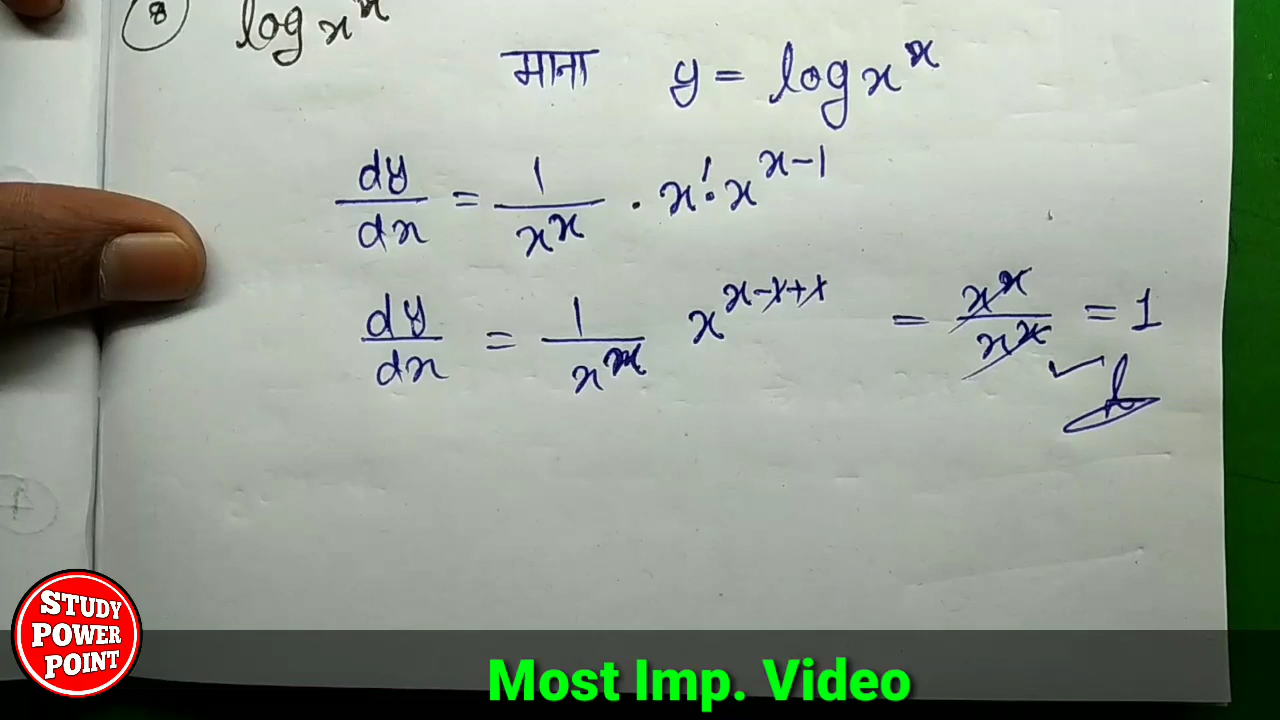 8 log x^x
माना y = log x^x
dy/dx = 1/x^x . x^1 . x^(x-1)
dy/dx = 1/x^x x^(x-1+1) = x^x/x^x = 1
STUDY
POWER
POINT
Most Imp. Video